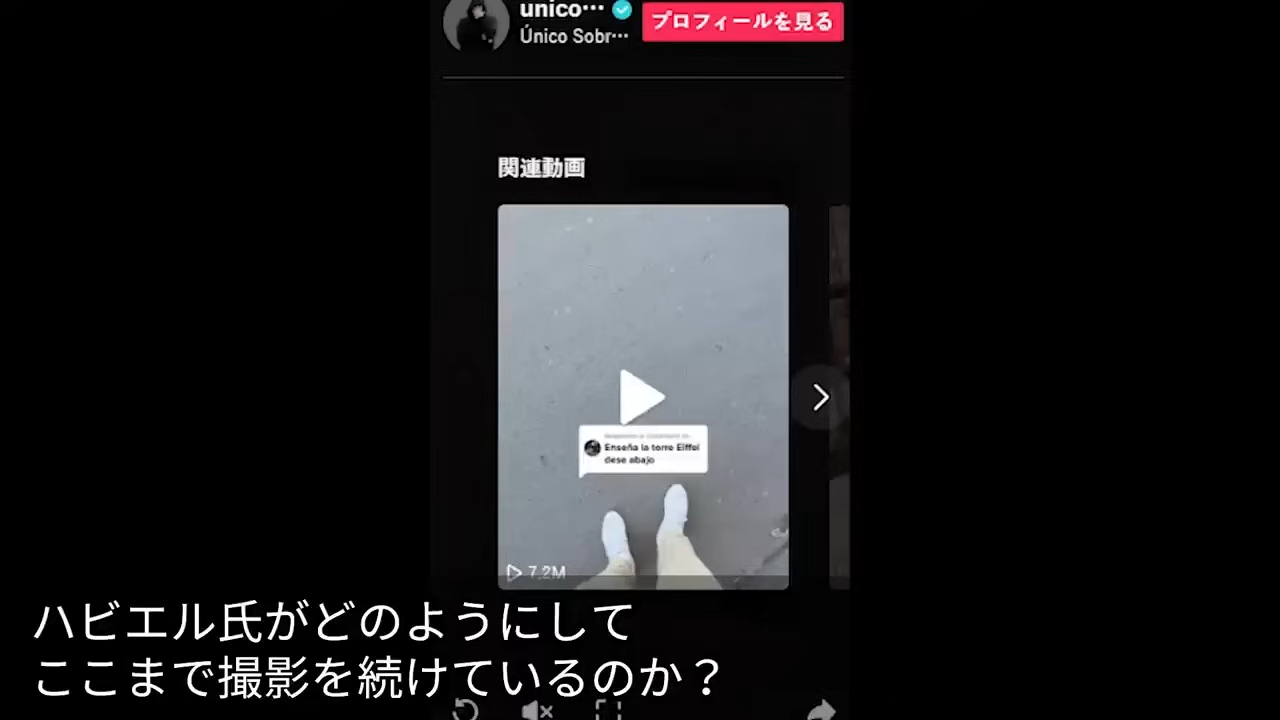 unico…
プロフィールを見る
Único Sobr…
関連動画
Enseña la torre Eiffel
dese abajo
7.2M
ハビエル氏がどのようにして
ここまで撮影を続けているのか？